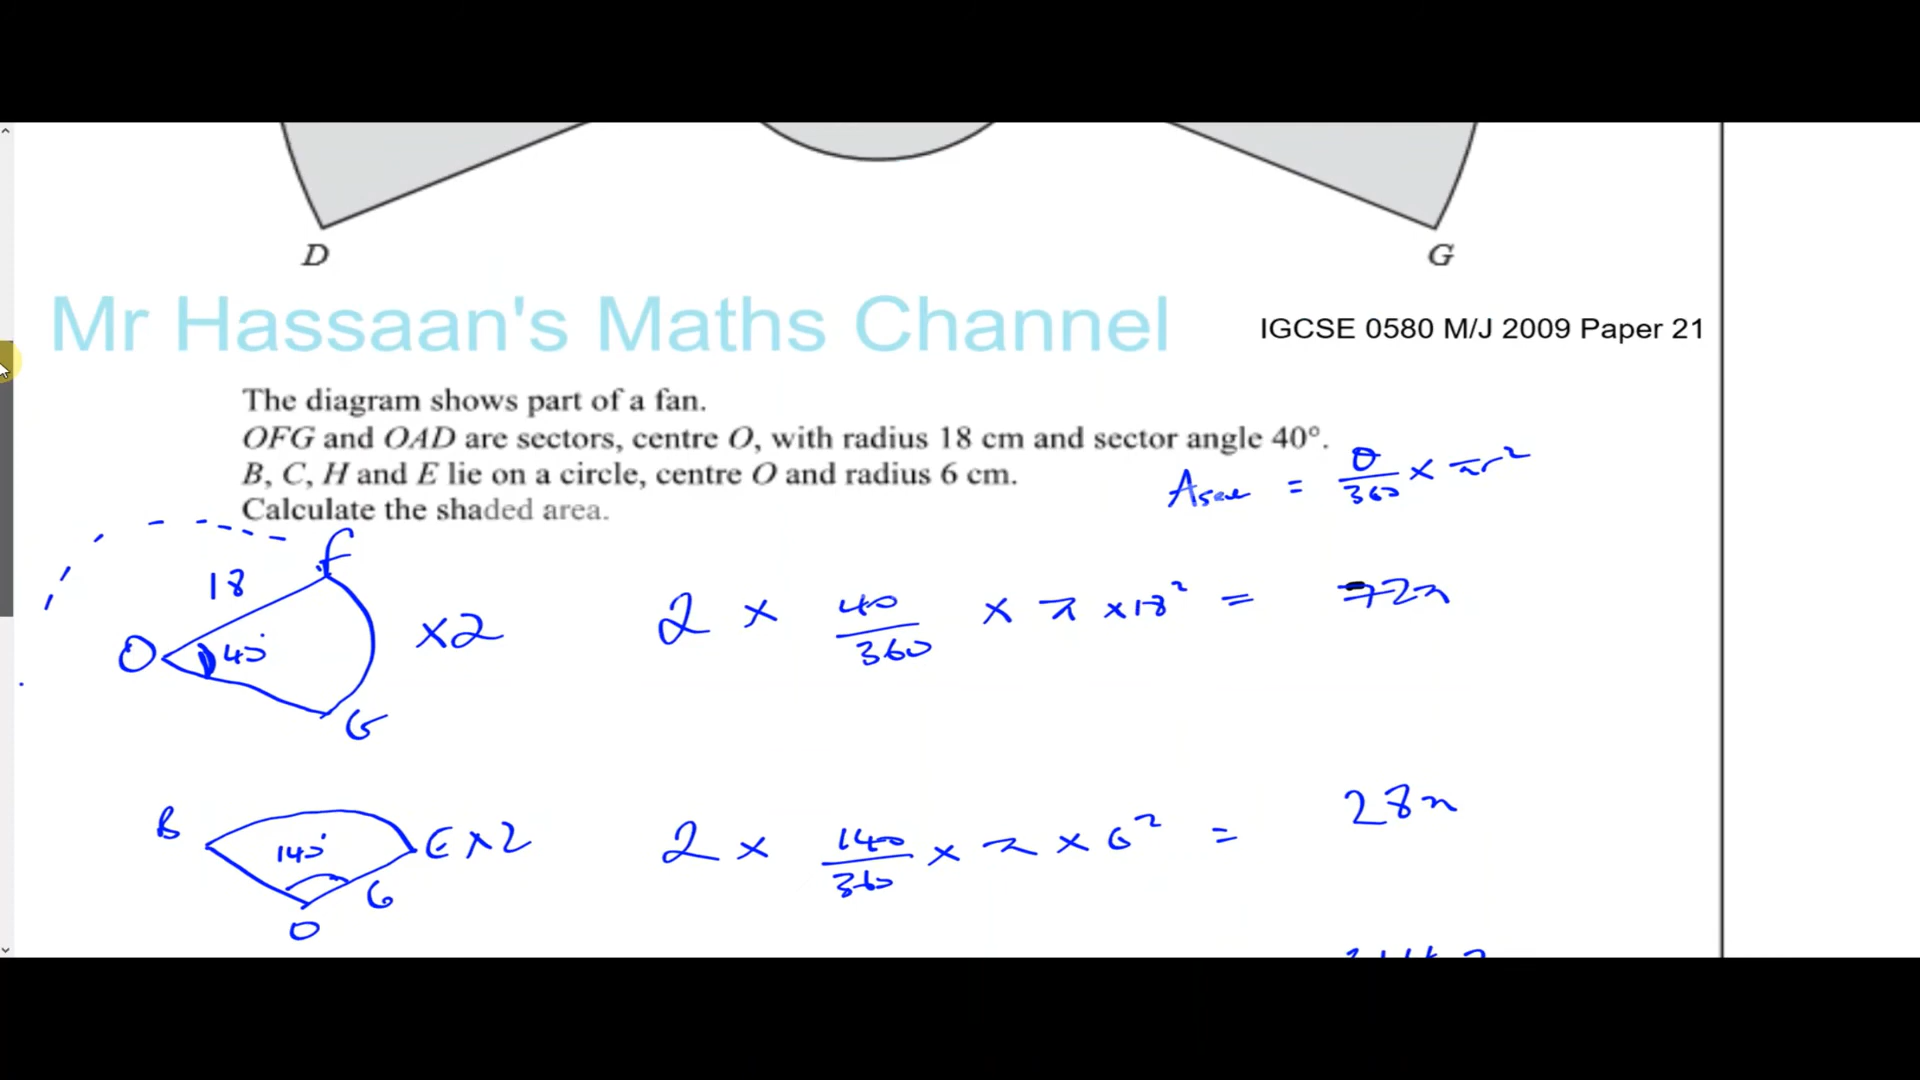 D
G
Mr Hassaan's Maths Channel
IGCSE 0580 M/J 2009 Paper 21
The diagram shows part of a fan.
OFG and OAD are sectors, centre O, with radius 18 cm and sector angle 40°.
B, C, H and E lie on a circle, centre O and radius 6 cm.
Calculate the shaded area.
A = θ/360 × πr²
F
18
O 40° ×2
G
2 × 40/360 × π × 18² = 72π
B 140° E ×2
6
O
2 × 140/360 × π × 6² = 28π